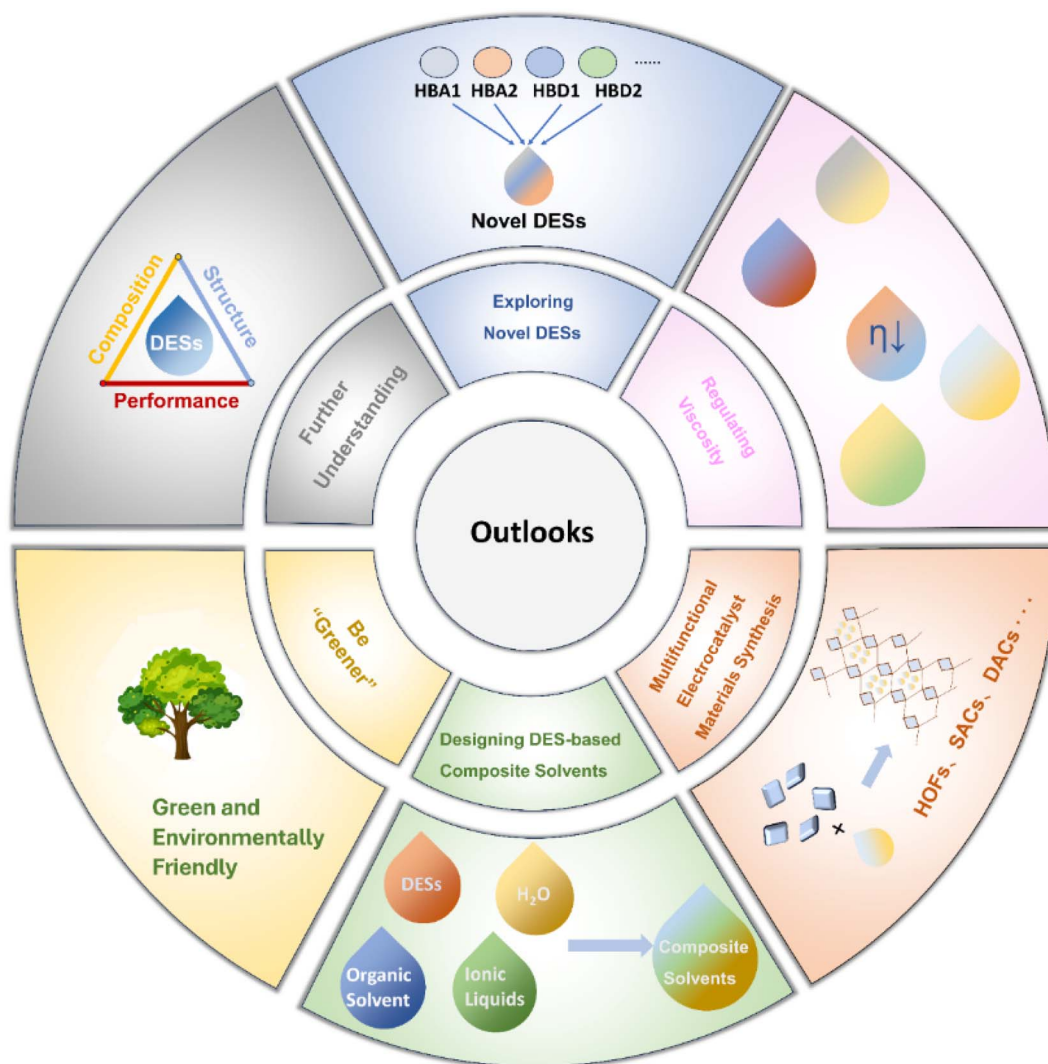 HBA1 HBA2 HBD1 HBD2 ......
Novel DESs
Exploring
Novel DESs
Regulating
Viscosity
η↓
Multifunctional
Electrocatalyst
Materials Synthesis
HOFs、SACs、DACs ····
+
Designing DES-based
Composite Solvents
DESs
H₂O
Organic
Solvent
Ionic
Liquids
Composite
Solvents
Be
“Greener”
Green and
Environmentally
Friendly
Further
Understanding
Composition
Structure
DESs
Performance
Outlooks